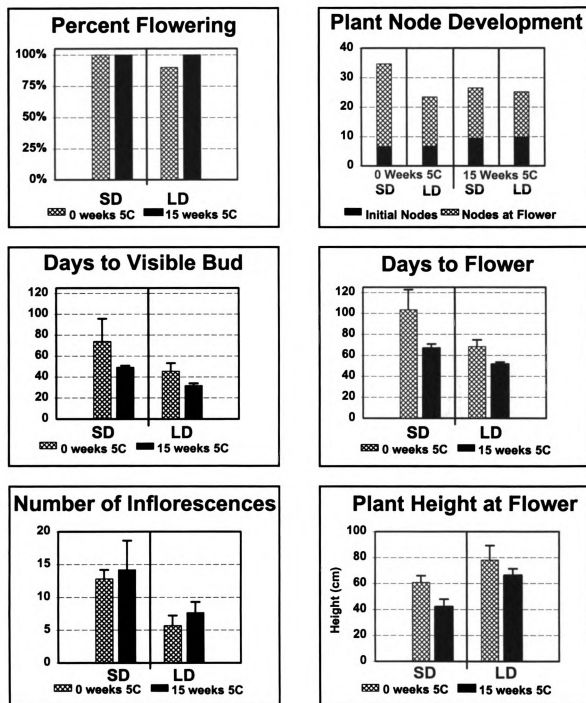 Percent Flowering
100%
75%
50%
25%
0%
SD LD
0 weeks 5C 15 weeks 5C
Plant Node Development
40
30
20
10
0
0 Weeks 5C 15 Weeks 5C
SD LD SD LD
Initial Nodes Nodes at Flower
Days to Visible Bud
120
100
80
60
40
20
0
SD LD
0 weeks 5C 15 weeks 5C
Days to Flower
120
100
80
60
40
20
0
SD LD
0 weeks 5C 15 weeks 5C
Number of Inflorescences
20
15
10
5
0
SD LD
0 weeks 5C 15 weeks 5C
Plant Height at Flower
Height (cm)
100
80
60
40
20
0
SD LD
0 weeks 5C 15 weeks 5C